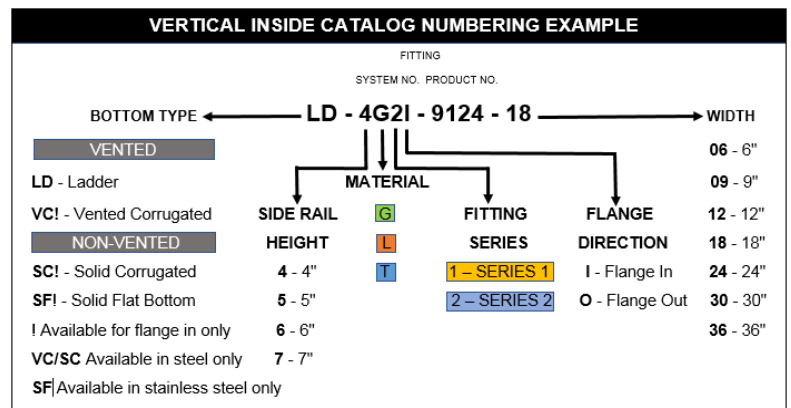 VERTICAL INSIDE CATALOG NUMBERING EXAMPLE
FITTING
SYSTEM NO. PRODUCT NO.
BOTTOM TYPE LD - 4G2I - 9124 - 18 WIDTH
VENTED 06 - 6"
LD - Ladder MATERIAL 09 - 9"
VC! - Vented Corrugated SIDE RAIL G FITTING FLANGE 12 - 12"
NON-VENTED HEIGHT L SERIES DIRECTION 18 - 18"
SC! - Solid Corrugated 4 - 4" T 1 – SERIES 1 I - Flange In 24 - 24"
SF! - Solid Flat Bottom 5 - 5" 2 – SERIES 2 O - Flange Out 30 - 30"
! Available for flange in only 6 - 6" 36 - 36"
VC/SC Available in steel only 7 - 7"
SF Available in stainless steel only